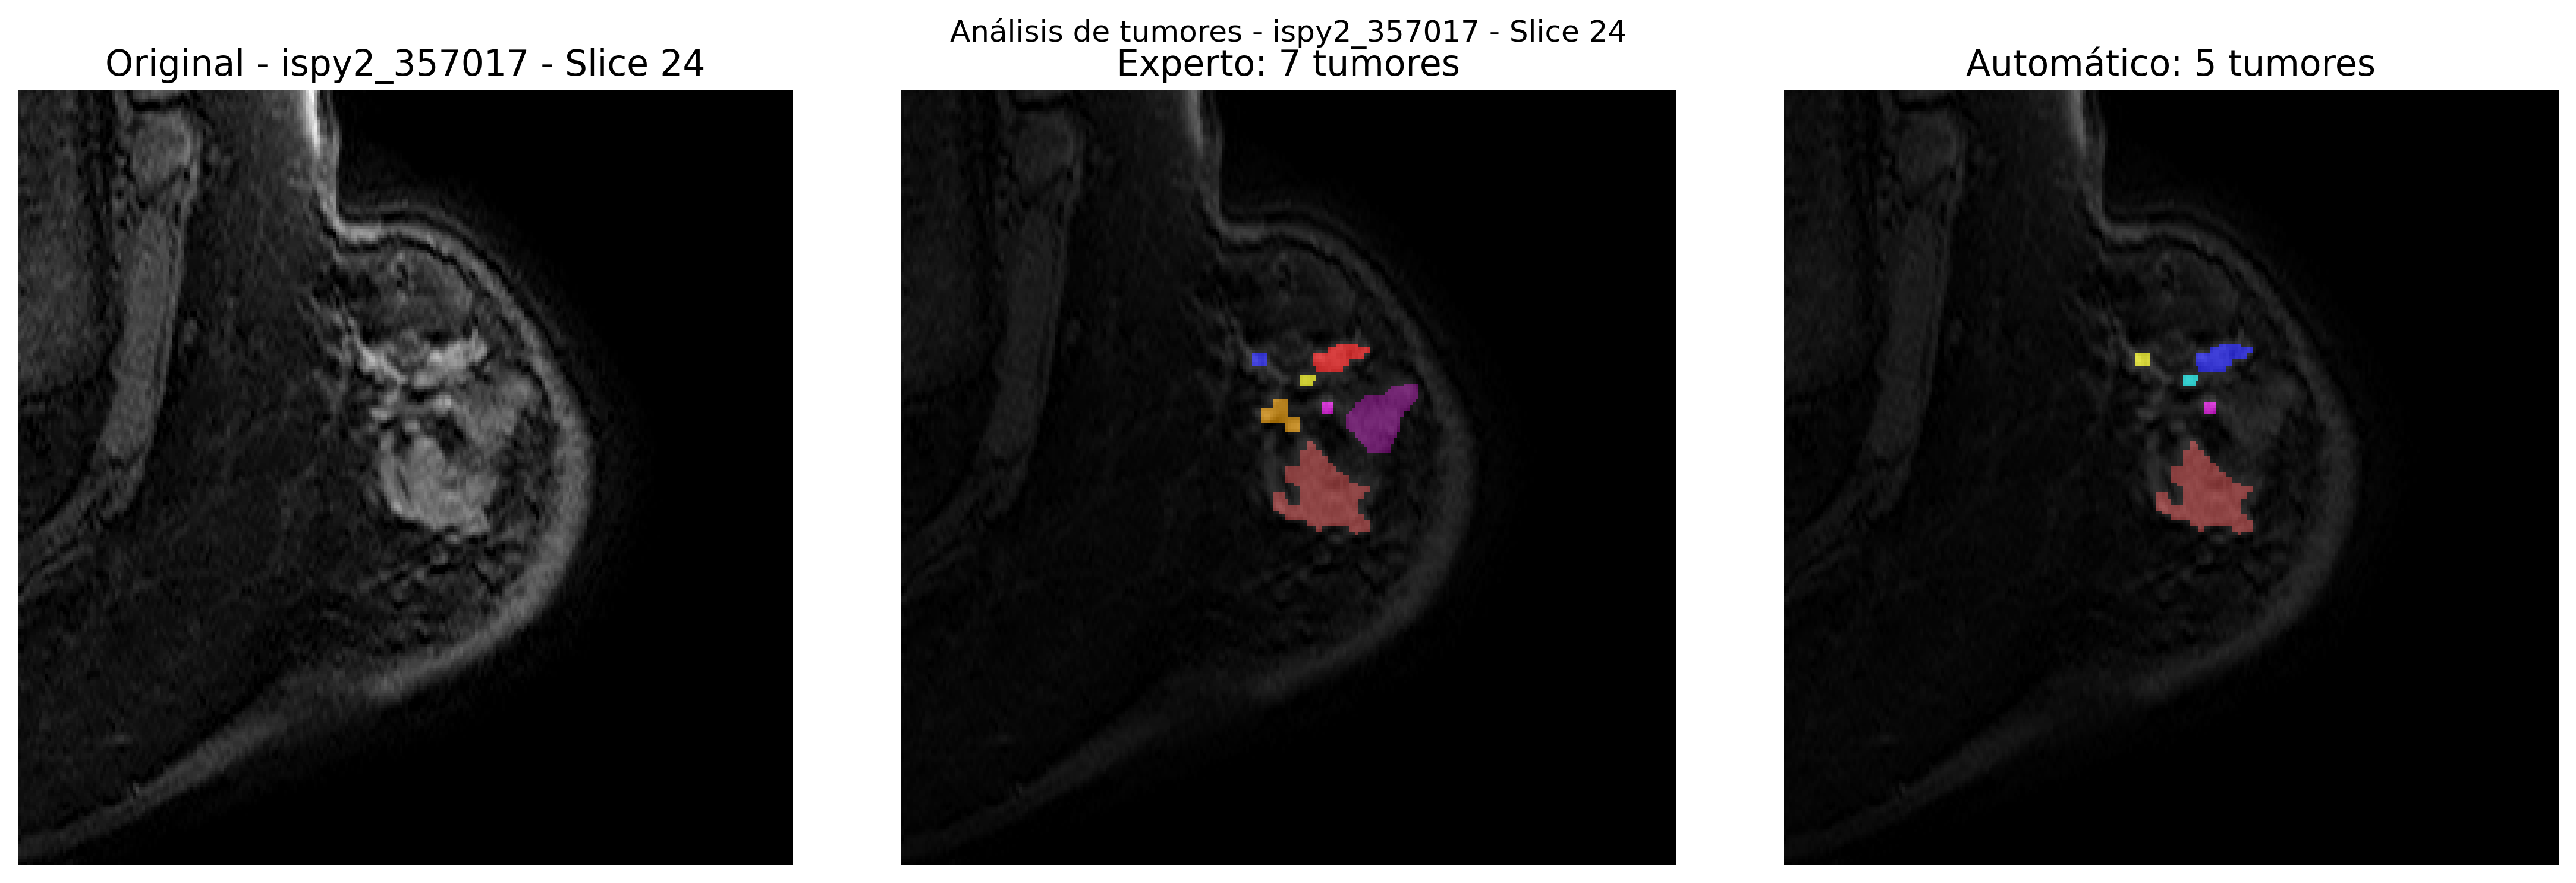 Análisis de tumores - ispy2_357017 - Slice 24
Original - ispy2_357017 - Slice 24
Experto: 7 tumores
Automático: 5 tumores